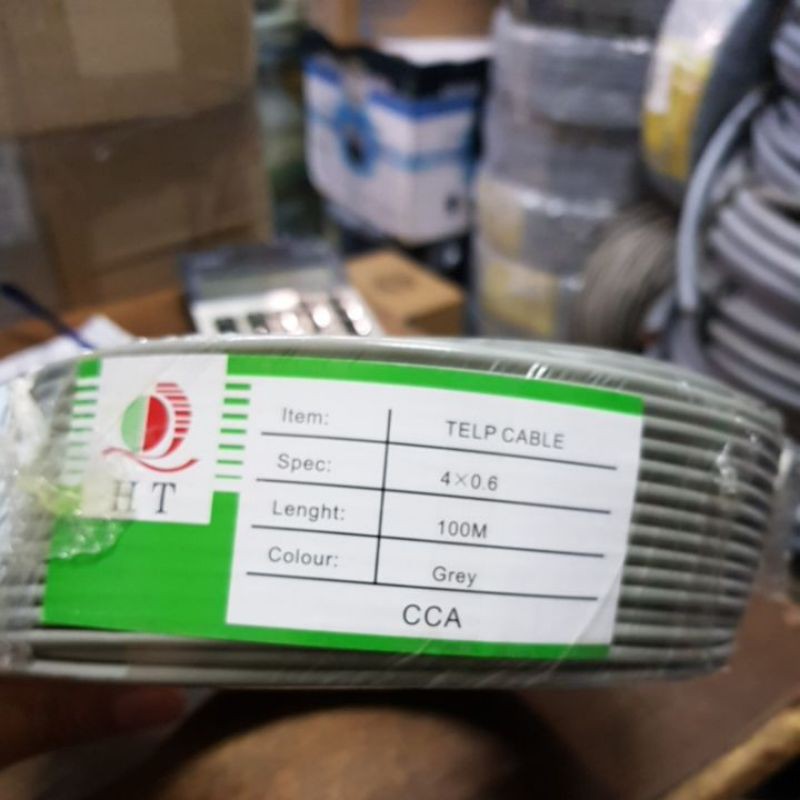 HT
Item: TELP CABLE
Spec: 4×0.6
Lenght: 100M
Colour: Grey
CCA